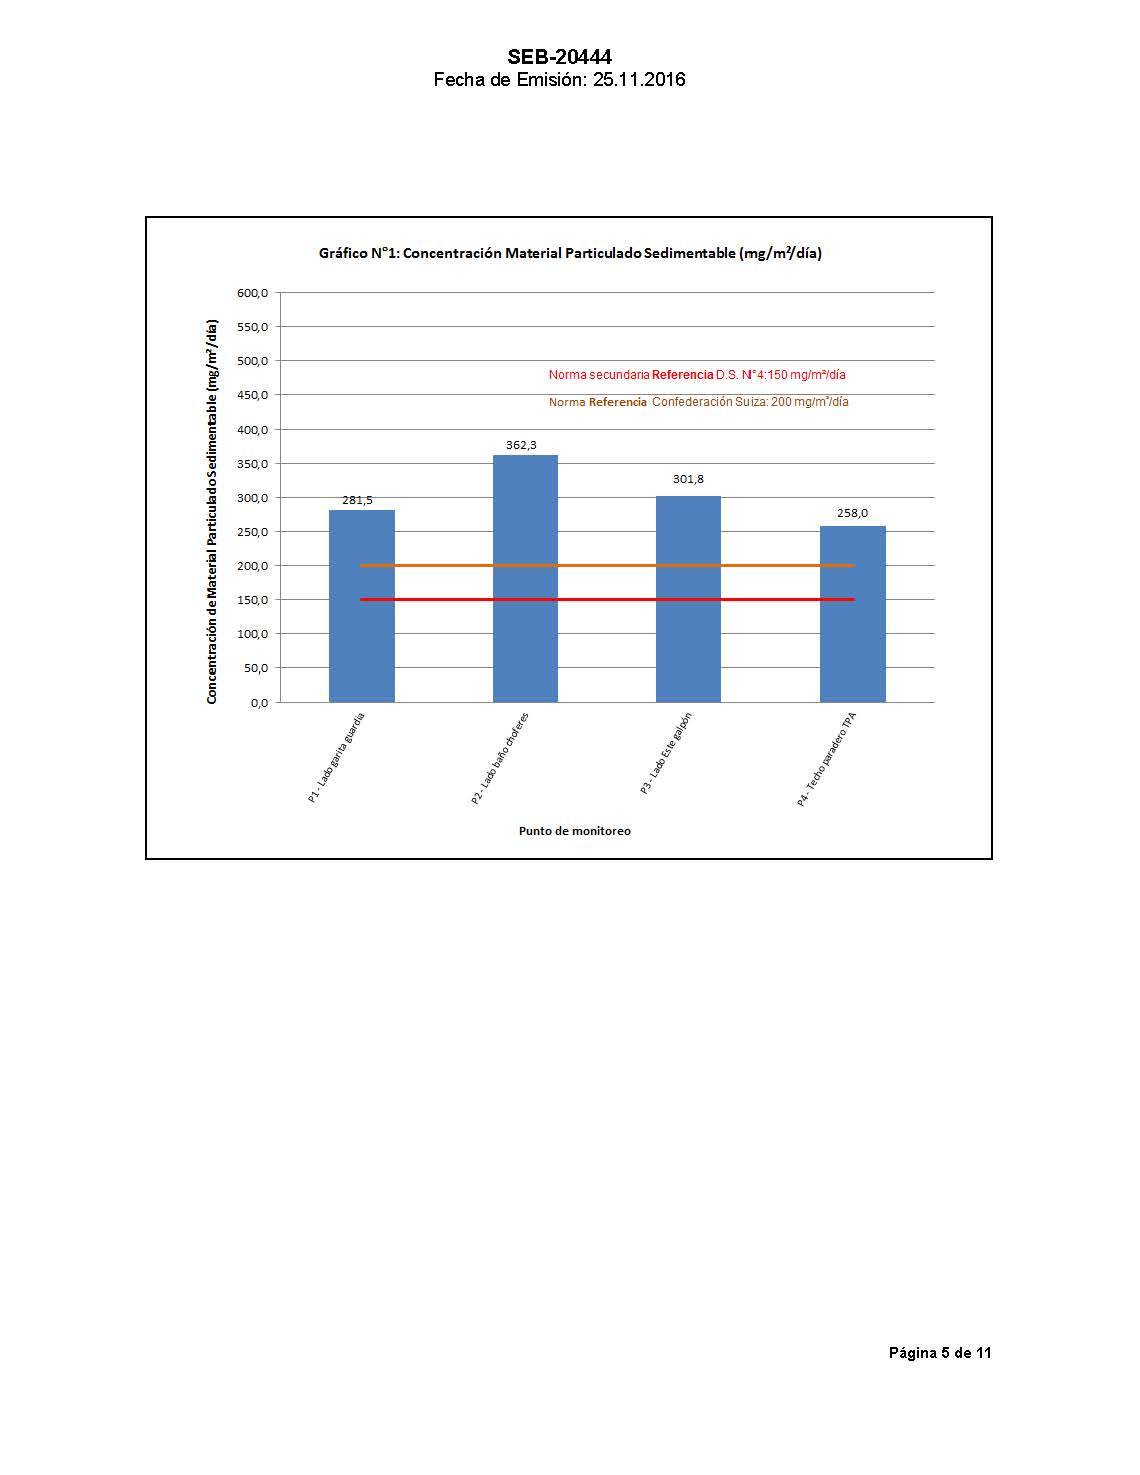 SEB-20444
Fecha de Emisión: 25.11.2016
Gráfico N°1: Concentración Material Particulado Sedimentable (mg/m²/día)
Concentración de Material Particulado Sedimentable (mg/m²/día)
600,0
550,0
500,0
450,0
400,0
350,0
300,0
250,0
200,0
150,0
100,0
50,0
0,0
Norma secundaria Referencia D.S. N°4:150 mg/m²/día
Norma Referencia Confederación Suiza: 200 mg/m²/día
281,5
362,3
301,8
258,0
P1 - Lado garita guardia
P2 - Lado baño choferes
P3 - Lado Este galpón
P4 - Techo paradero TPA
Punto de monitoreo
Página 5 de 11